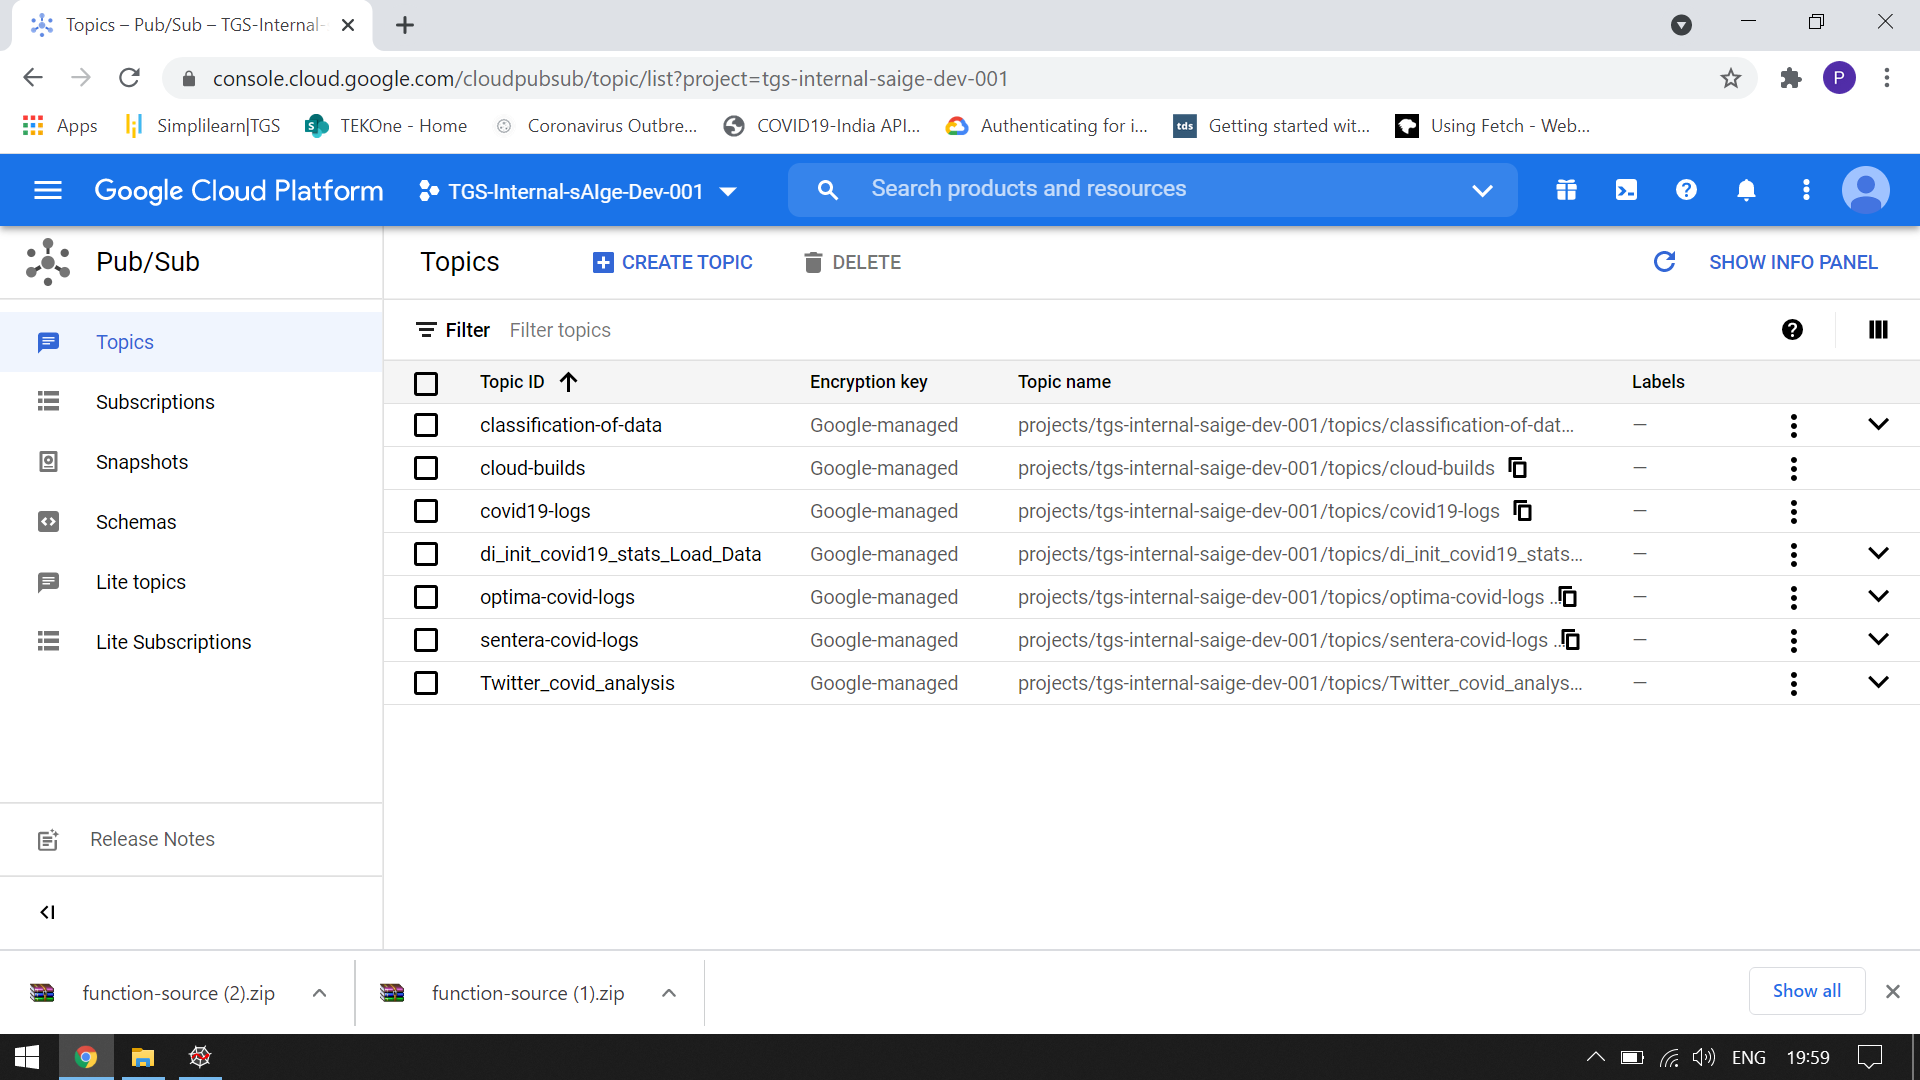 Topics – Pub/Sub – TGS-Internal-
console.cloud.google.com/cloudpubsub/topic/list?project=tgs-internal-saige-dev-001
P
Apps
Simplilearn|TGS
TEKOne - Home
Coronavirus Outbre...
COVID19-India API...
Authenticating for i...
tds
Getting started wit...
Using Fetch - Web...
Google Cloud Platform
TGS-Internal-sAIge-Dev-001
Search products and resources
Pub/Sub
Topics
CREATE TOPIC
DELETE
SHOW INFO PANEL
Topics
Subscriptions
Snapshots
Schemas
Lite topics
Lite Subscriptions
Release Notes
Filter Filter topics
Topic ID Encryption key Topic name Labels
classification-of-data Google-managed projects/tgs-internal-saige-dev-001/topics/classification-of-dat... —
cloud-builds Google-managed projects/tgs-internal-saige-dev-001/topics/cloud-builds —
covid19-logs Google-managed projects/tgs-internal-saige-dev-001/topics/covid19-logs —
di_init_covid19_stats_Load_Data Google-managed projects/tgs-internal-saige-dev-001/topics/di_init_covid19_stats... —
optima-covid-logs Google-managed projects/tgs-internal-saige-dev-001/topics/optima-covid-logs ... —
sentera-covid-logs Google-managed projects/tgs-internal-saige-dev-001/topics/sentera-covid-logs ... —
Twitter_covid_analysis Google-managed projects/tgs-internal-saige-dev-001/topics/Twitter_covid_analys... —
function-source (2).zip
function-source (1).zip
Show all
ENG 19:59